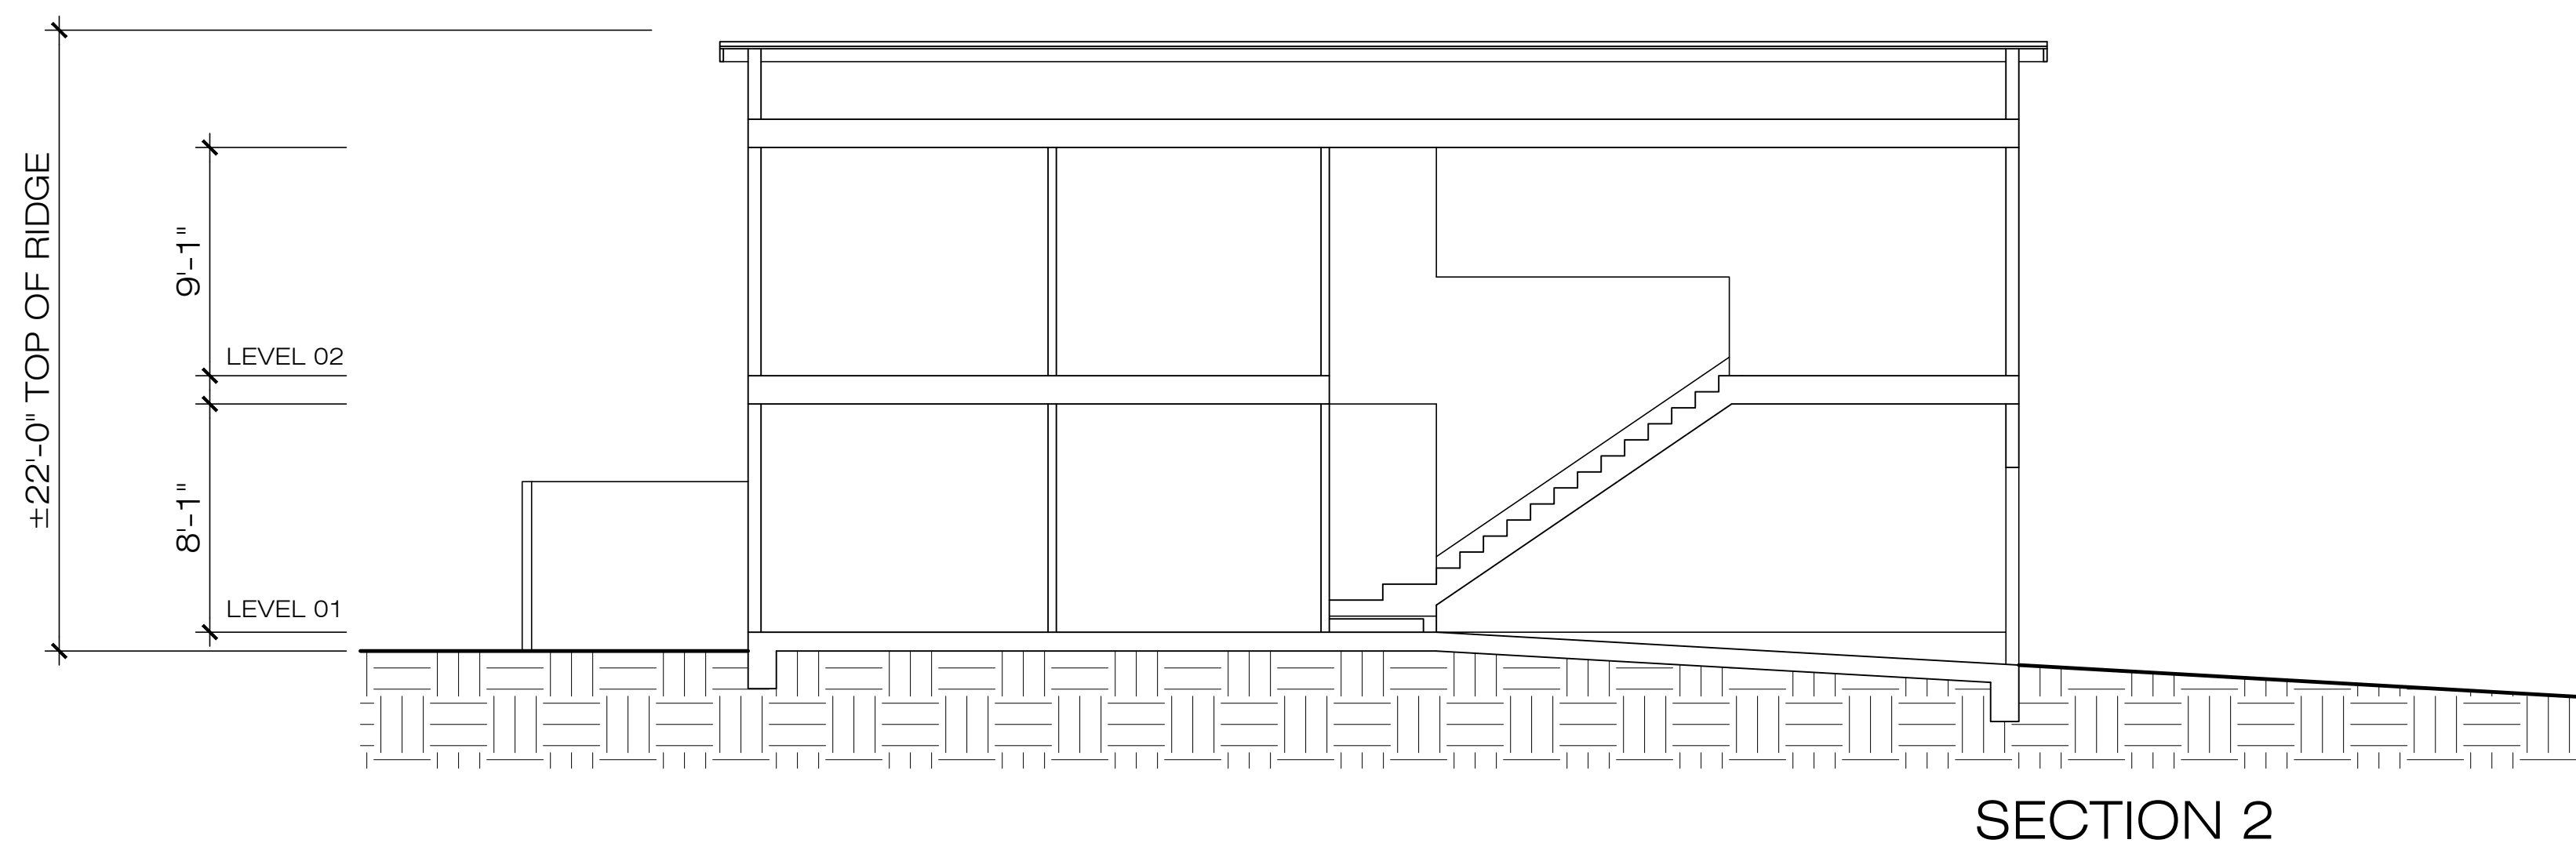 ±22'-0" TOP OF RIDGE
9'-1"
LEVEL 02
8'-1"
LEVEL 01
SECTION 2